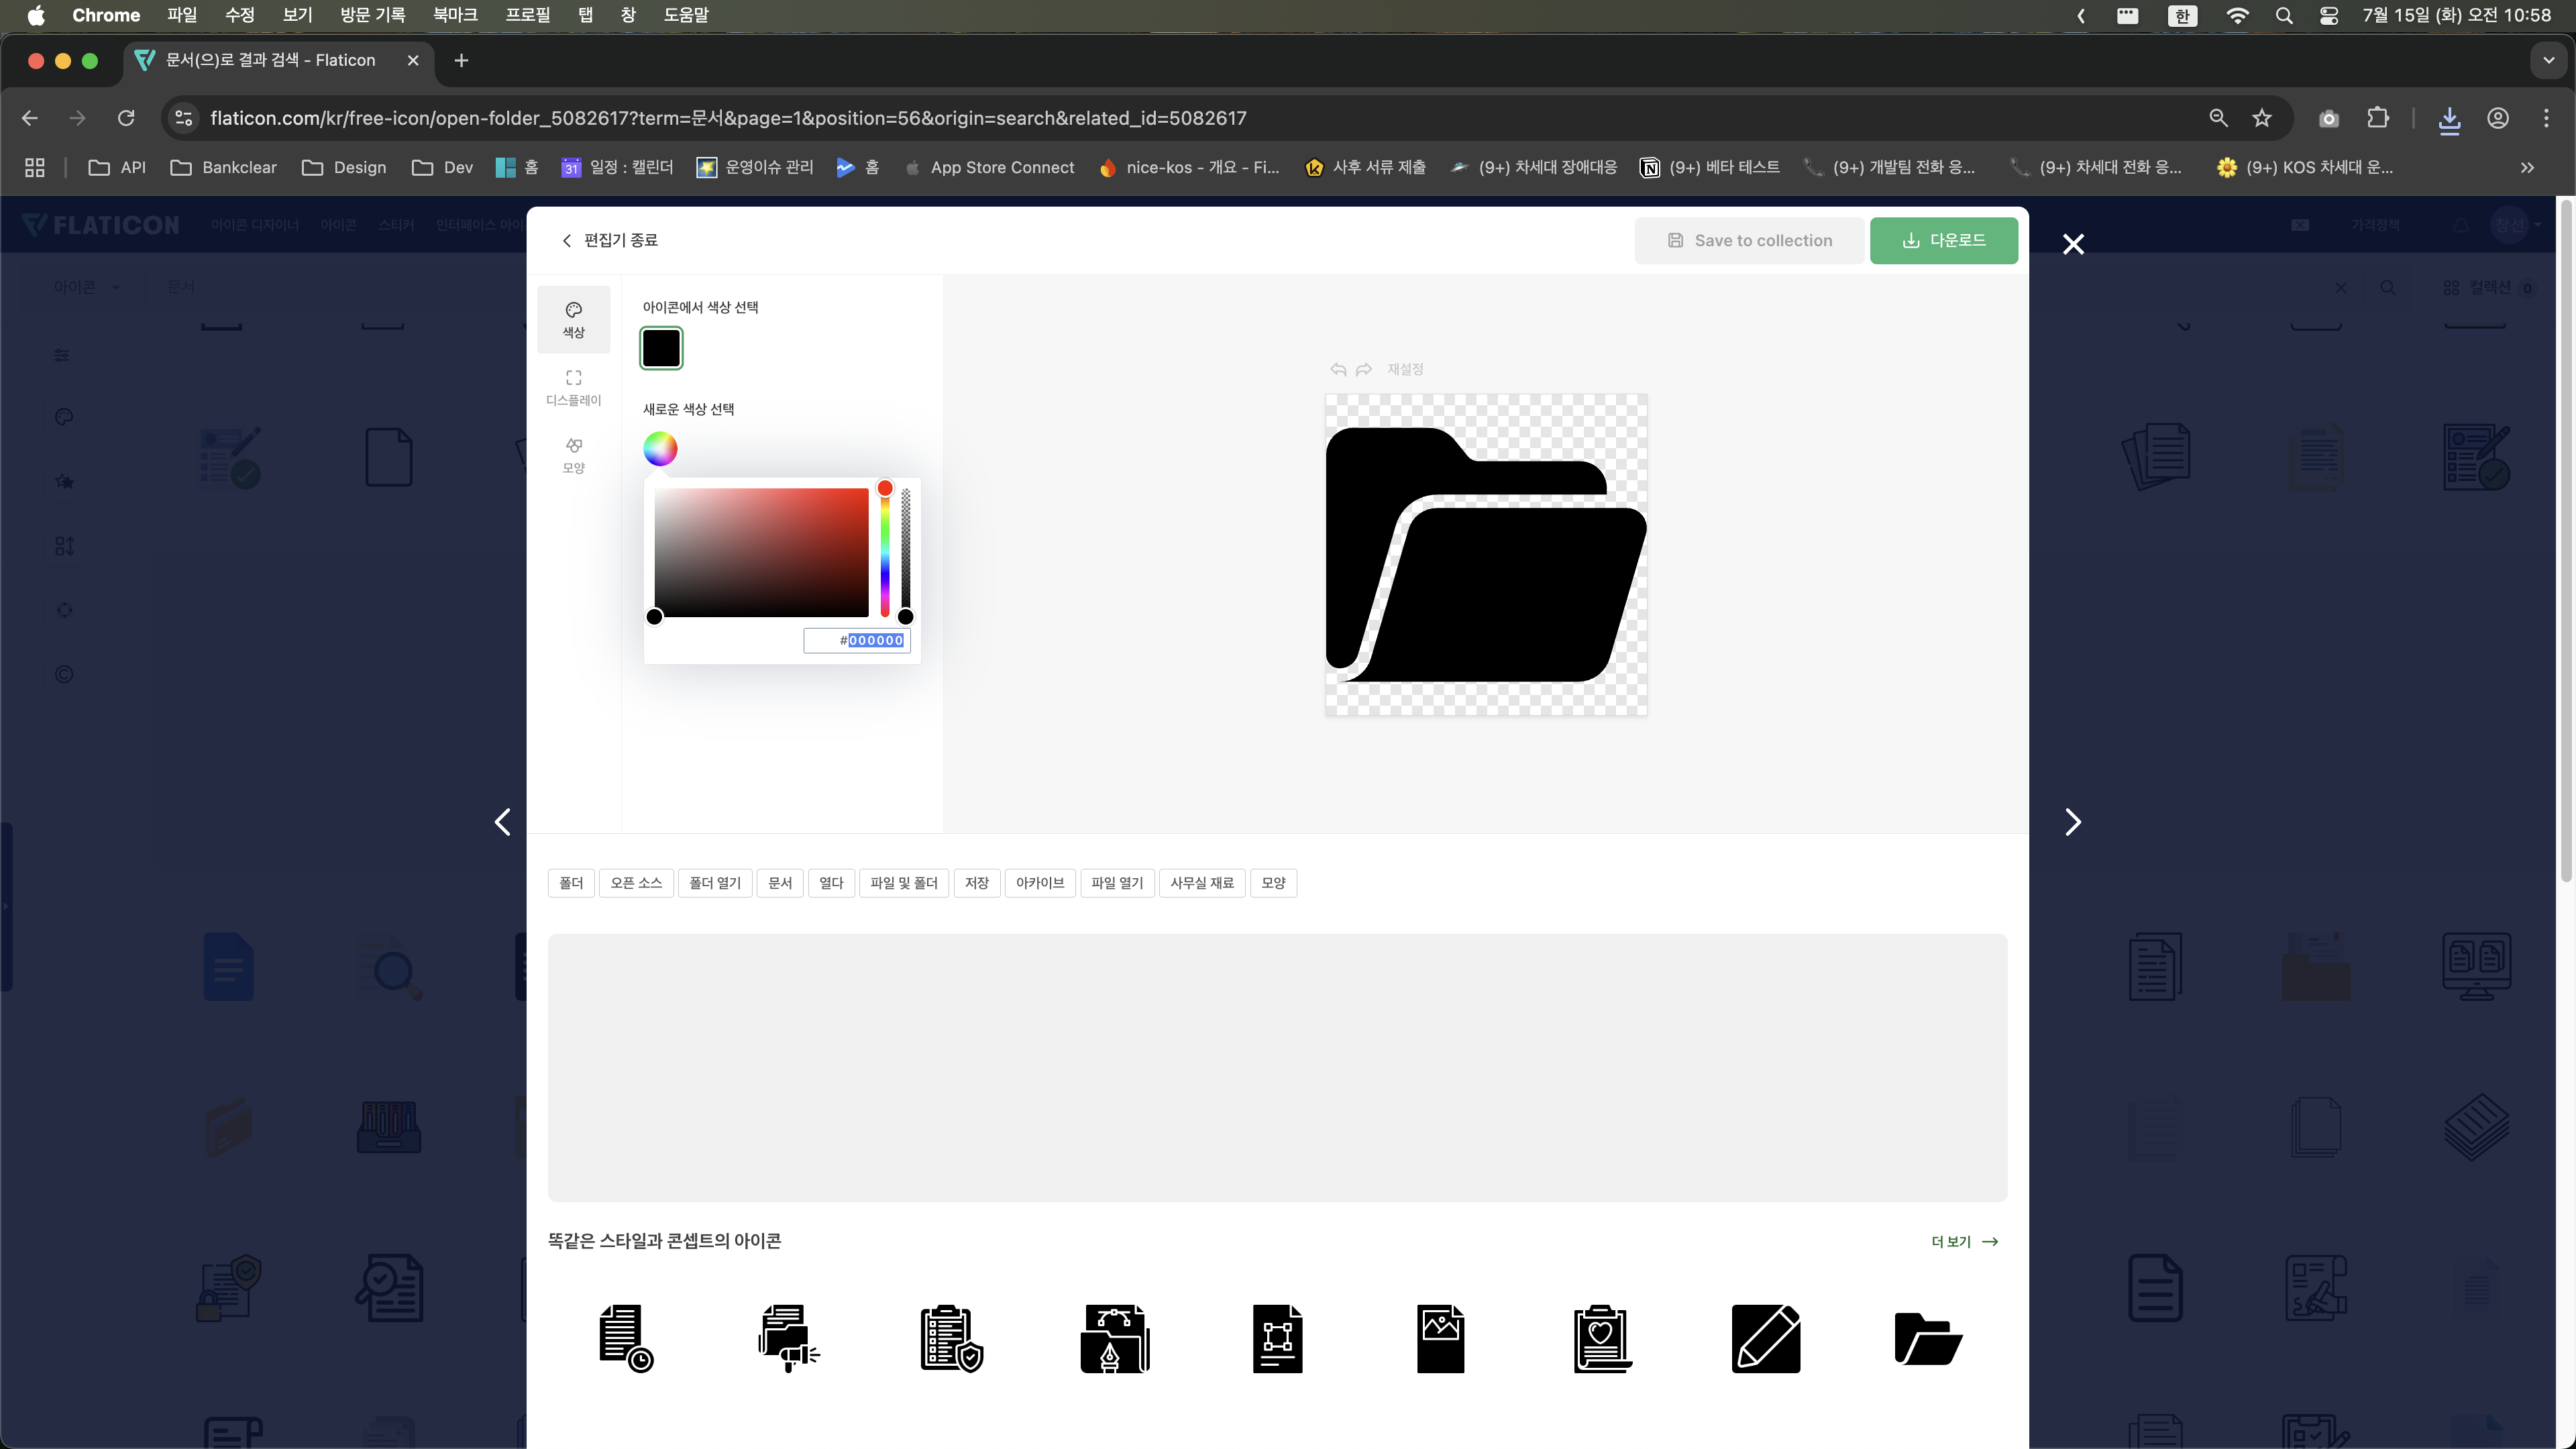 Chrome 파일 수정 보기 방문 기록 북마크 프로필 탭 창 도움말 한 7월 15일 (화) 오전 10:58
문서(으)로 결과 검색 - Flaticon
flaticon.com/kr/free-icon/open-folder_5082617?term=문서&page=1&position=56&origin=search&related_id=5082617
API Bankclear Design Dev 홈 31 일정 : 캘린더 운영이슈 관리 홈 App Store Connect nice-kos - 개요 - Fi... 사후 서류 제출 (9+) 차세대 장애대응 (9+) 베타 테스트 (9+) 개발팀 전화 응... (9+) 차세대 전화 응... (9+) KOS 차세대 운...
FLATICON 아이콘 디자이너 아이콘 스티커 인터페이스 아이 가격정책 장선
편집기 종료 Save to collection 다운로드
아이콘 문서 컬렉션 0
색상
디스플레이
모양
아이콘에서 색상 선택
새로운 색상 선택
#000000
재설정
폴더 오픈 소스 폴더 열기 문서 열다 파일 및 폴더 저장 아카이브 파일 열기 사무실 재료 모양
똑같은 스타일과 콘셉트의 아이콘 더 보기